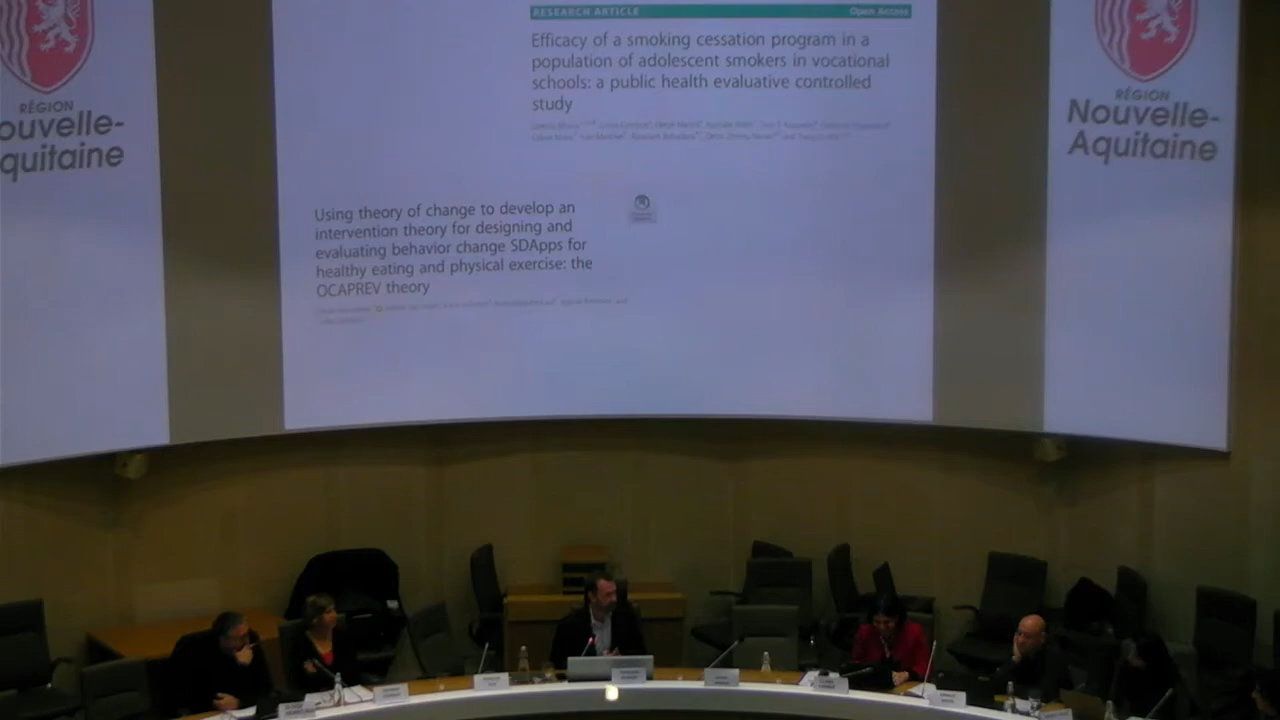 RÉGION
ouvelle-
quitaine
RESEARCH ARTICLE
Open Access
Efficacy of a smoking cessation program in a
population of adolescent smokers in vocational
schools: a public health evaluative controlled
study
Using theory of change to develop an
intervention theory for designing and
evaluating behavior change SDApps for
healthy eating and physical exercise: the
OCAPREV theory
RÉGION
Nouvelle-
Aquitaine